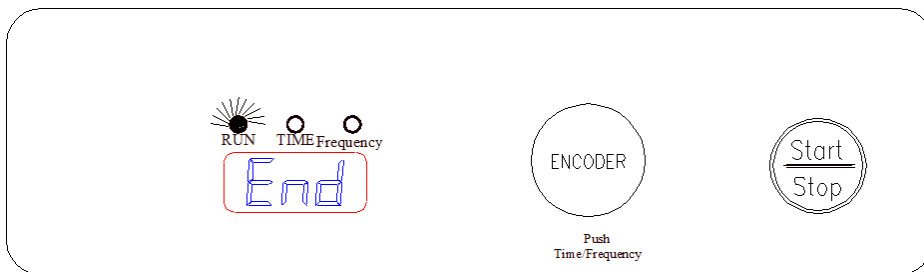 RUN TIME Frequency
End
ENCODER
Push
Time/Frequency
Start
Stop